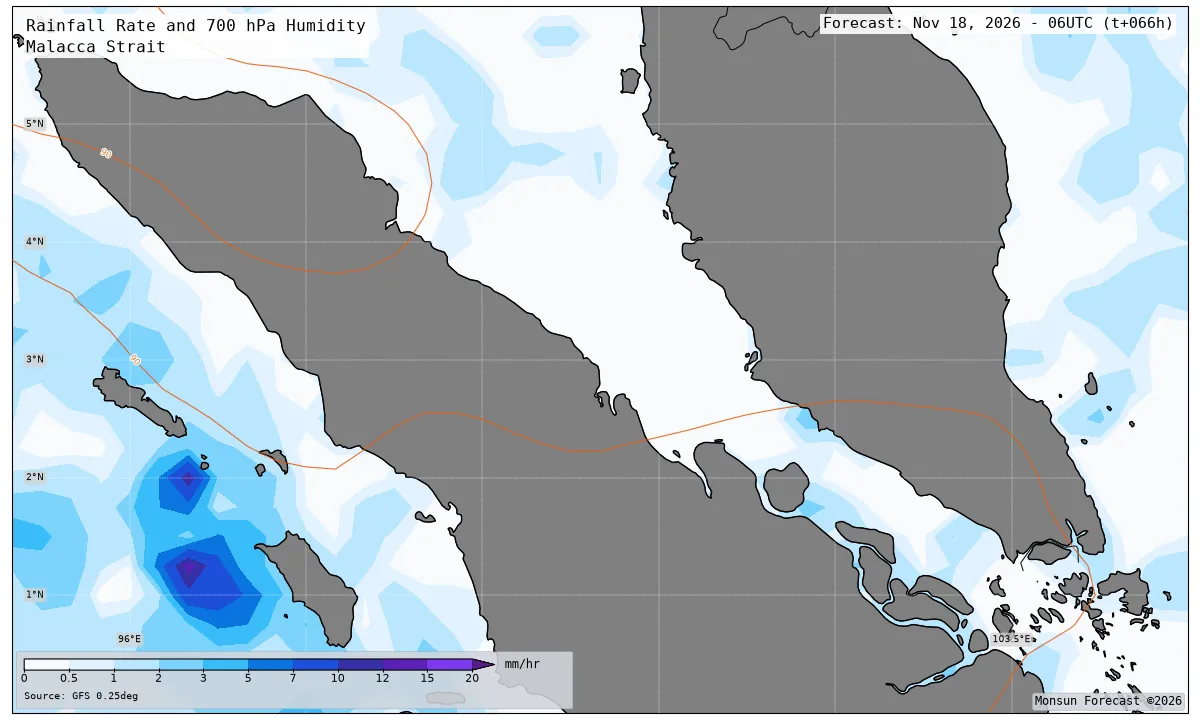 Rainfall Rate and 700 hPa Humidity
Malacca Strait
Forecast: Nov 18, 2026 - 06UTC (t+066h)
5°N
90
4°N
3°N
90
2°N
1°N
96°E
103.5°E
mm/hr
0 0.5 1 2 3 5 7 10 12 15 20
Source: GFS 0.25deg
Monsun Forecast ©2026